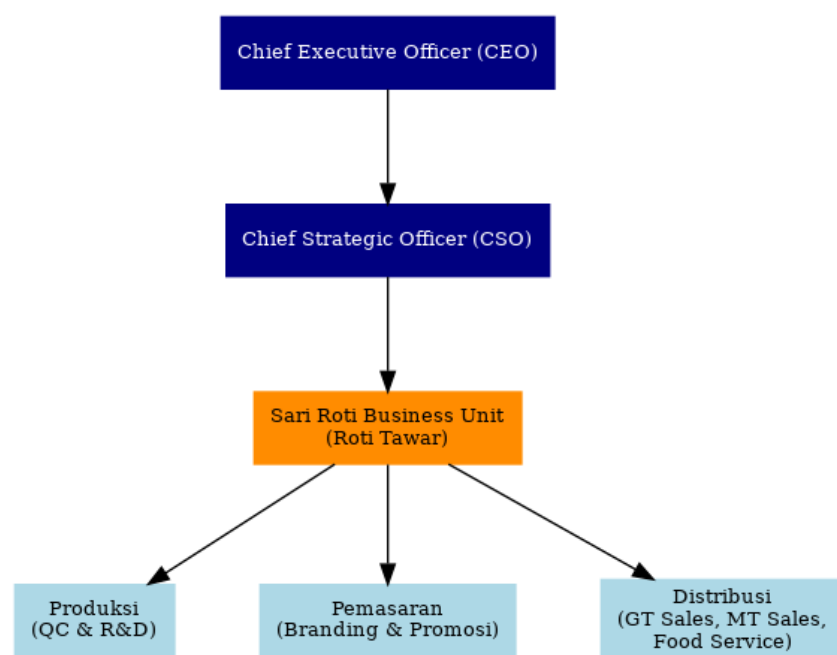 Chief Executive Officer (CEO)
Chief Strategic Officer (CSO)
Sari Roti Business Unit
(Roti Tawar)
Produksi
(QC & R&D)
Pemasaran
(Branding & Promosi)
Distribusi
(GT Sales, MT Sales,
Food Service)